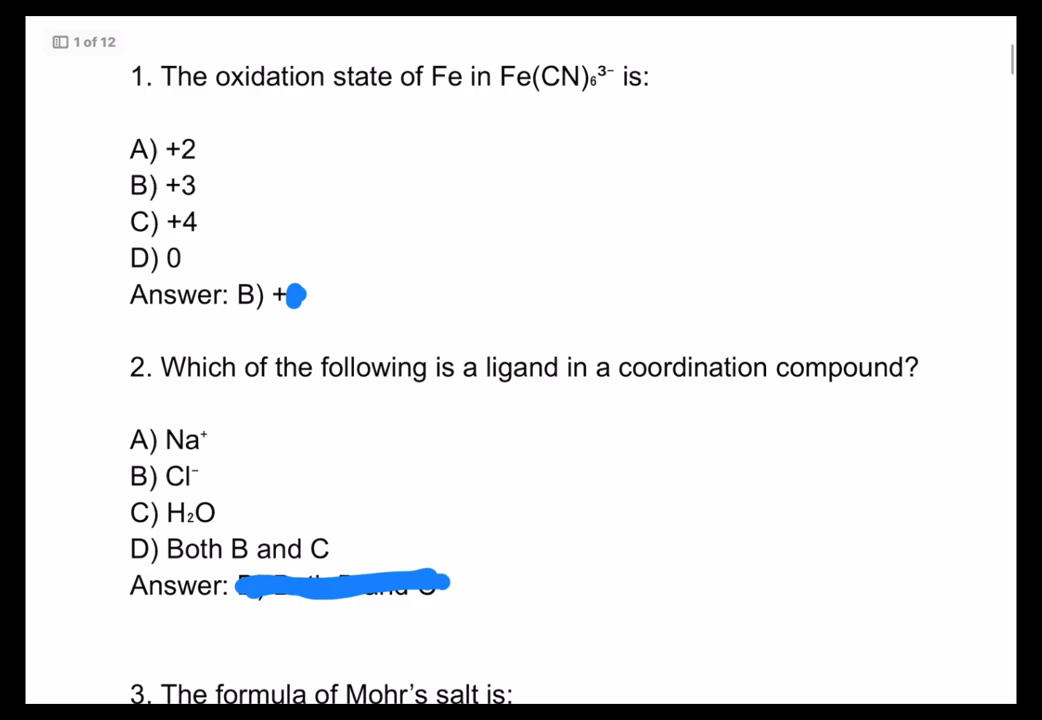 1 of 12
1. The oxidation state of Fe in Fe(CN)₆³⁻ is:
A) +2
B) +3
C) +4
D) 0
Answer: B) +
2. Which of the following is a ligand in a coordination compound?
A) Na⁺
B) Cl⁻
C) H₂O
D) Both B and C
Answer:
3. The formula of Mohr’s salt is: